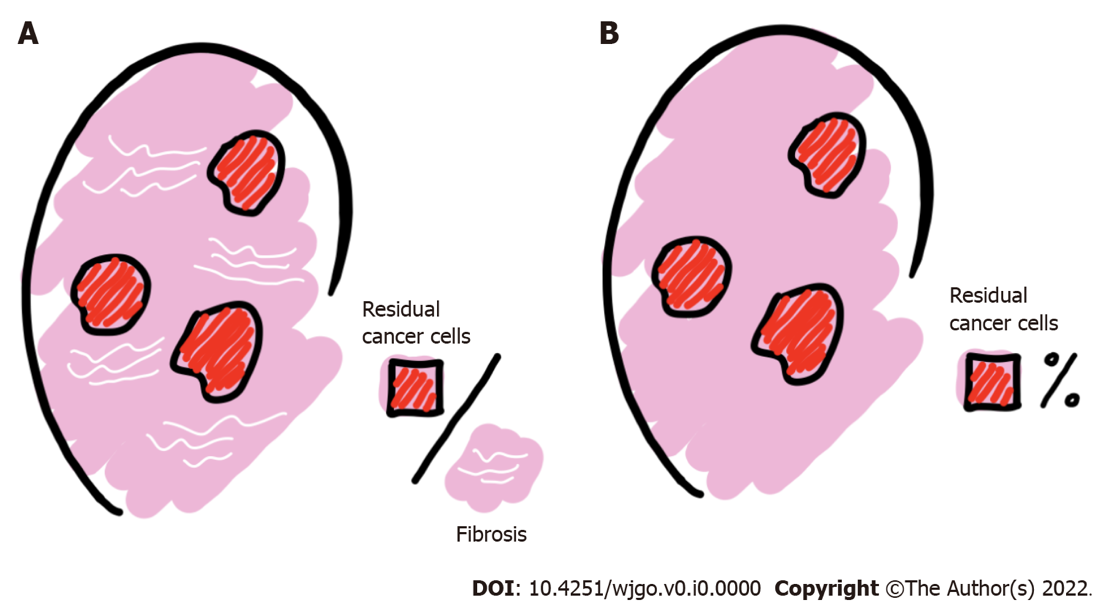 A
B
Residual
cancer cells
Fibrosis
Residual
cancer cells
%
DOI: 10.4251/wjgo.v0.i0.0000 Copyright ©The Author(s) 2022.